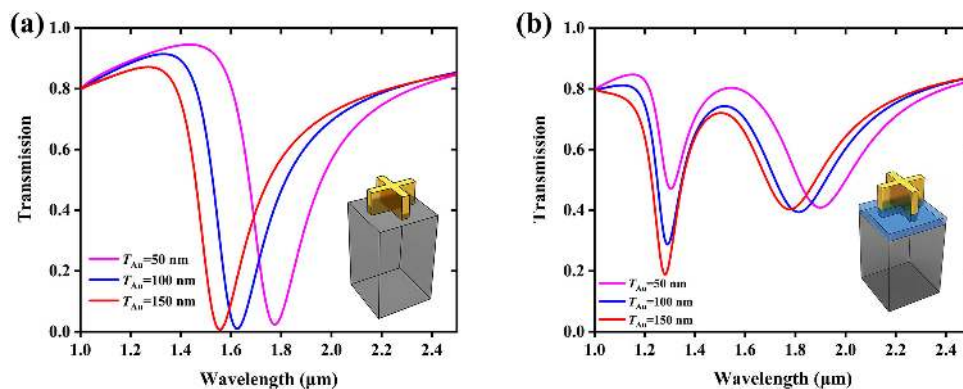 (a)
1.0
0.8
0.6
0.4
0.2
0.0
Transmission
T_Au=50 nm
T_Au=100 nm
T_Au=150 nm
1.0 1.2 1.4 1.6 1.8 2.0 2.2 2.4
Wavelength (μm)
(b)
1.0
0.8
0.6
0.4
0.2
0.0
Transmission
T_Au=50 nm
T_Au=100 nm
T_Au=150 nm
1.0 1.2 1.4 1.6 1.8 2.0 2.2 2.4
Wavelength (μm)